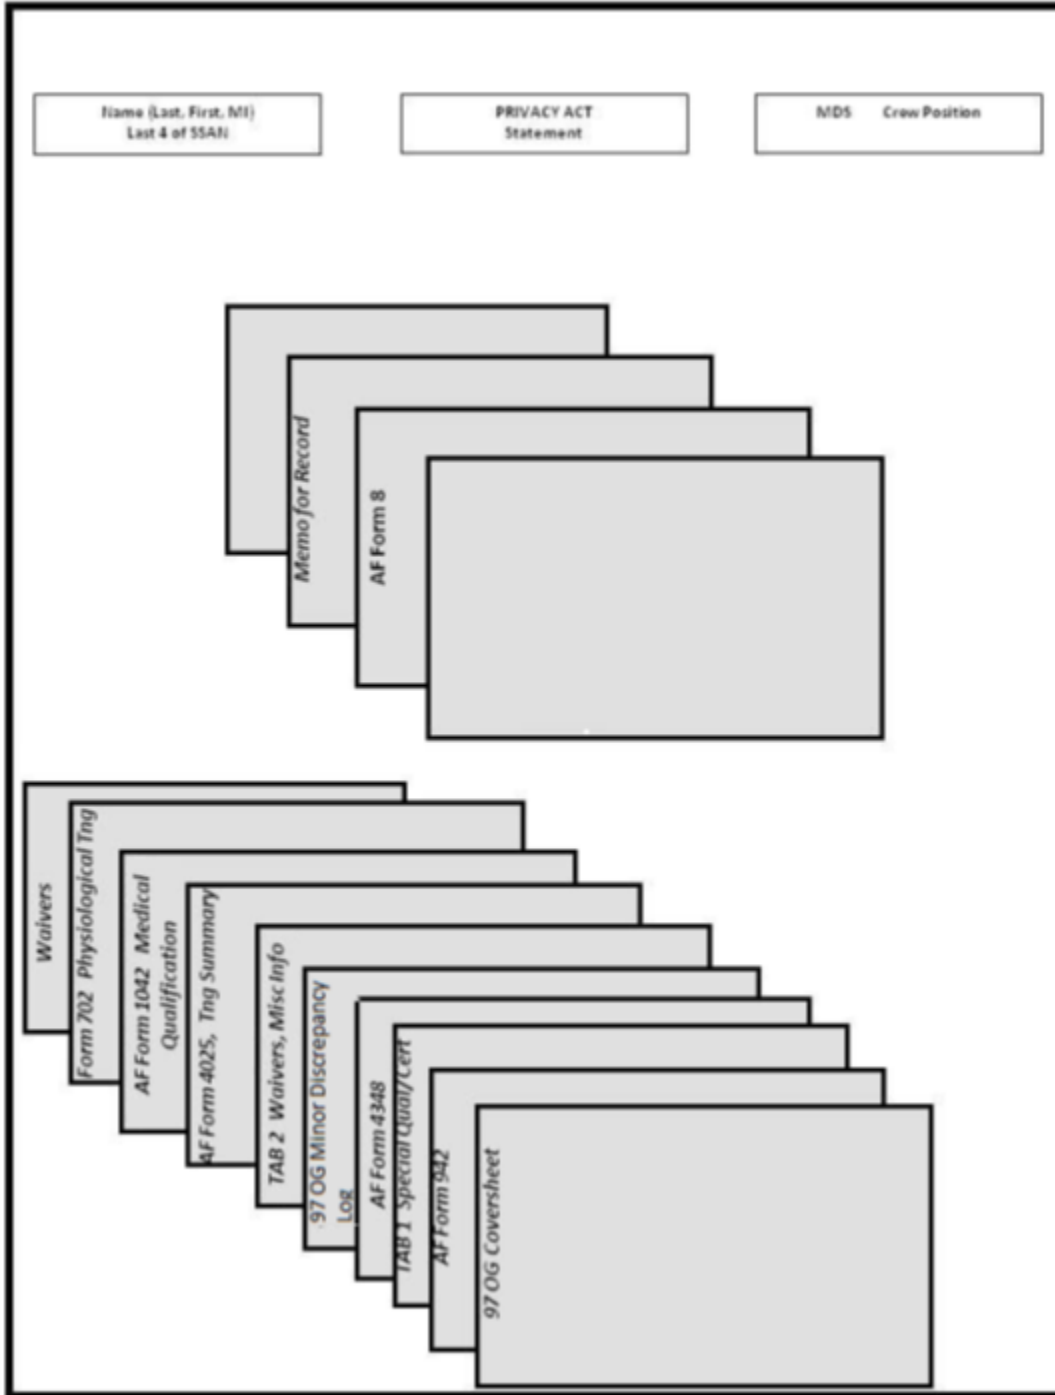 Name (Last, First, MI)
Last 4 of SSAN
PRIVACY ACT
Statement
MDS Crew Position
Memo for Record
AF Form 8
Waivers
Form 702 Physiological Tng
AF Form 1042 Medical
Qualification
AF Form 4025, Tng Summary
TAB 2 Waivers, Misc Info
97 OG Minor Discrepancy
Log
AF Form 4348
TAB 1 Special Qual/Cert
AF Form 942
97 OG Coversheet